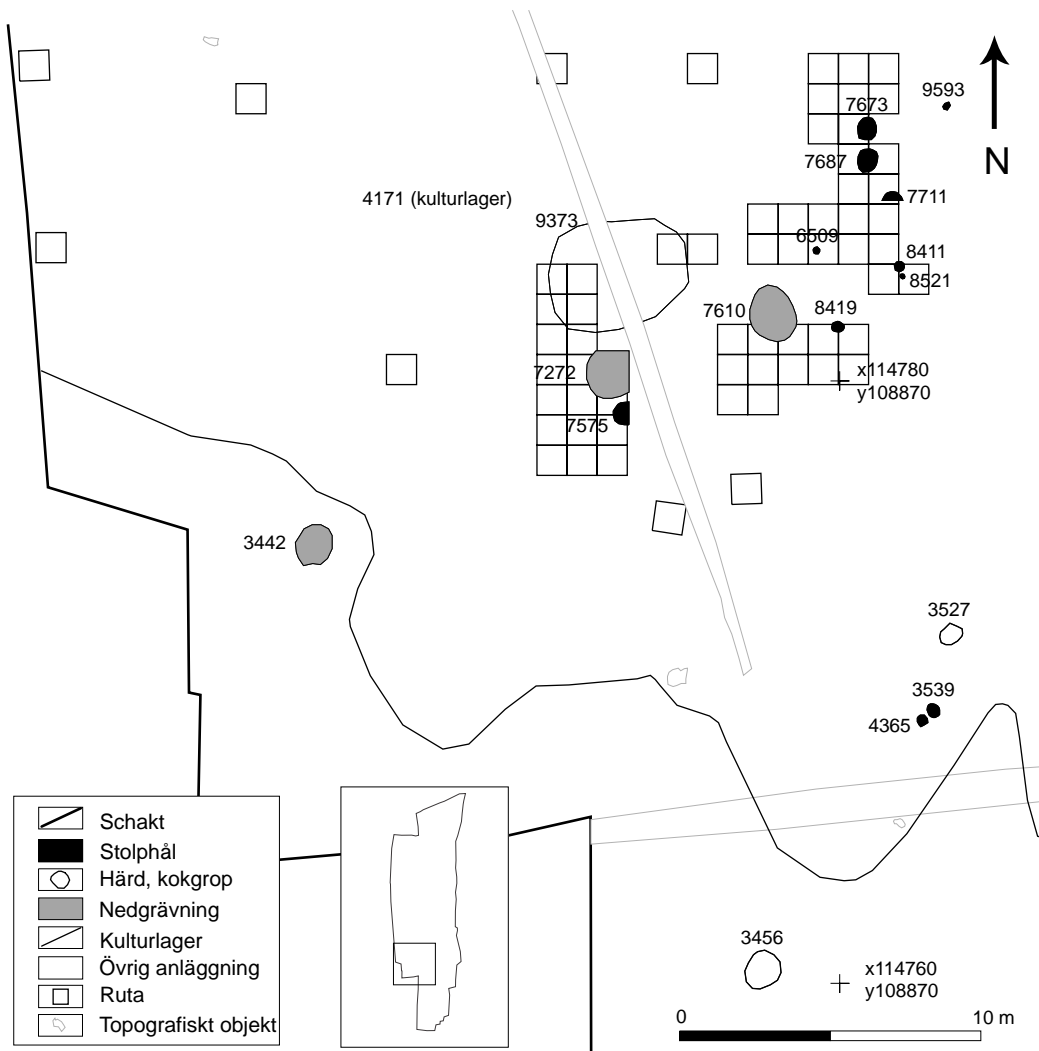 9593
7673
N
7687
4171 (kulturlager)
7711
9373
6509
8411
8521
7610
8419
7272
x114780
y108870
7575
3442
3527
3539
4365
Schakt
Stolphål
Härd, kokgrop
Nedgrävning
Kulturlager
Övrig anläggning
Ruta
Topografiskt objekt
3456
x114760
y108870
0
10 m